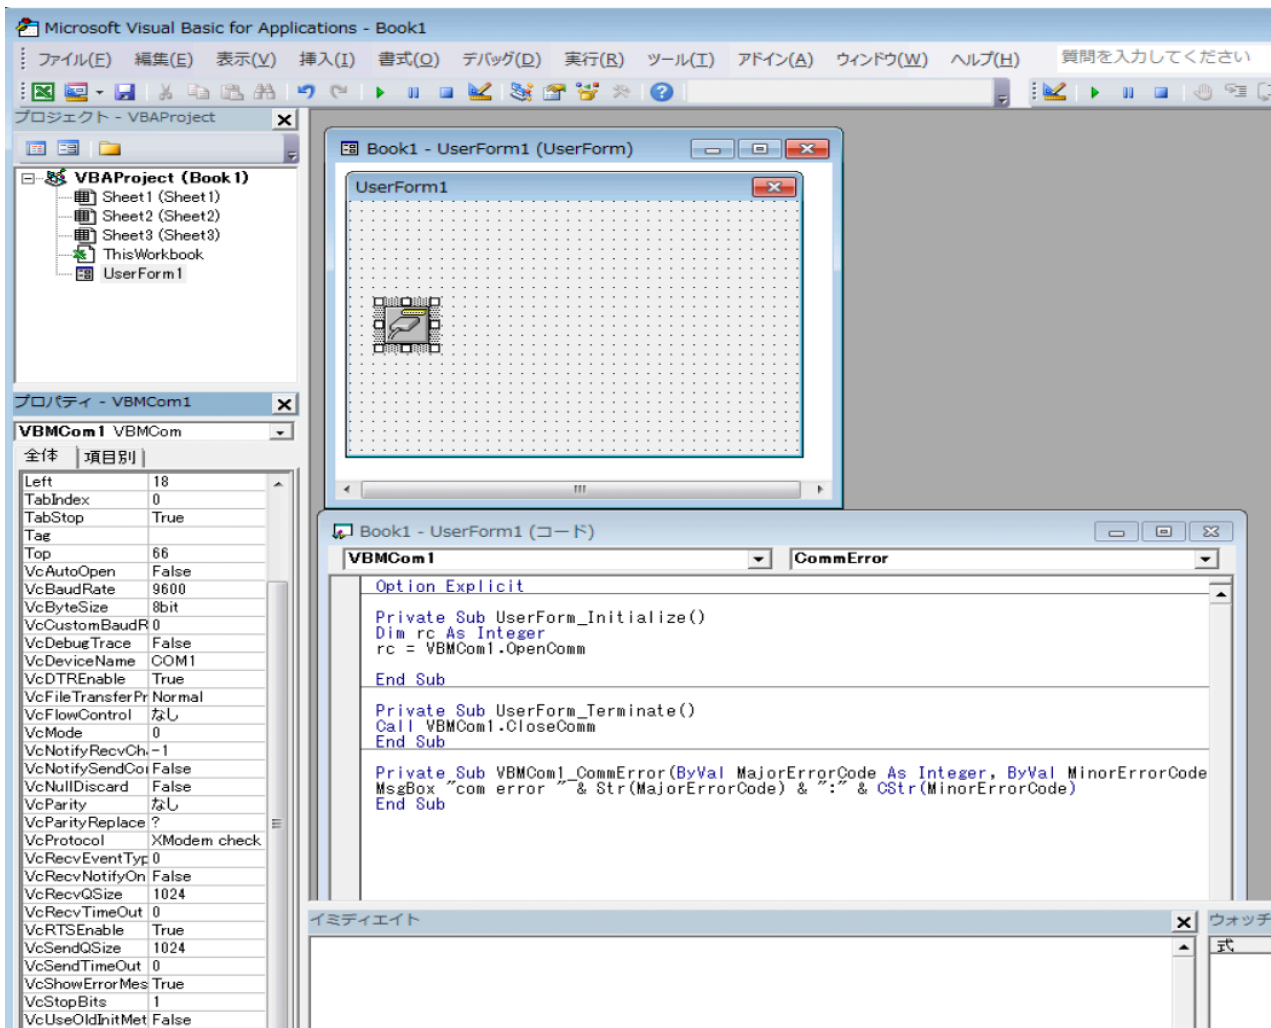 Microsoft Visual Basic for Applications - Book1
ファイル(F) 編集(E) 表示(V) 挿入(I) 書式(O) デバッグ(D) 実行(R) ツール(T) アドイン(A) ウィンドウ(W) ヘルプ(H) 質問を入力してください
プロジェクト - VBAProject
VBAProject (Book1)
Sheet1 (Sheet1)
Sheet2 (Sheet2)
Sheet3 (Sheet3)
ThisWorkbook
UserForm1
プロパティ - VBMCom1
VBMCom1 VBMCom
全体 項目別
Left 18
TabIndex 0
TabStop True
Tag
Top 66
VcAutoOpen False
VcBaudRate 9600
VcByteSize 8bit
VcCustomBaudR 0
VcDebugTrace False
VcDeviceName COM1
VcDTREnable True
VcFileTransferPr Normal
VcFlowControl なし
VcMode 0
VcNotifyRecvCh -1
VcNotifySendCo False
VcNullDiscard False
VcParity なし
VcParityReplace ?
VcProtocol XModem check
VcRecvEventTyp 0
VcRecvNotifyOn False
VcRecvQSize 1024
VcRecvTimeOut 0
VcRTSEnable True
VcSendQSize 1024
VcSendTimeOut 0
VcShowErrorMes True
VcStopBits 1
VcUseOldInitMet False
Book1 - UserForm1 (UserForm)
UserForm1
Book1 - UserForm1 (コード)
VBMCom1 CommError
Option Explicit
Private Sub UserForm_Initialize()
Dim rc As Integer
rc = VBMCom1.OpenComm
End Sub
Private Sub UserForm_Terminate()
Call VBMCom1.CloseComm
End Sub
Private Sub VBMCom1_CommError(ByVal MajorErrorCode As Integer, ByVal MinorErrorCode
MsgBox "com error " & Str(MajorErrorCode) & ":" & CStr(MinorErrorCode)
End Sub
イミディエイト
ウォッチ
式